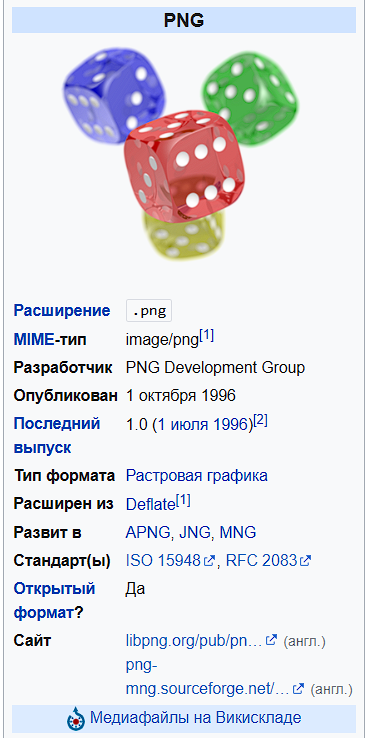 PNG
Расширение .png
MIME-тип image/png[1]
Разработчик PNG Development Group
Опубликован 1 октября 1996
Последний выпуск 1.0 (1 июля 1996)[2]
Тип формата Растровая графика
Расширен из Deflate[1]
Развит в APNG, JNG, MNG
Стандарт(ы) ISO 15948, RFC 2083
Открытый формат? Да
Сайт libpng.org/pub/pn… (англ.)
png-
mng.sourceforge.net/… (англ.)
Медиафайлы на Викискладе